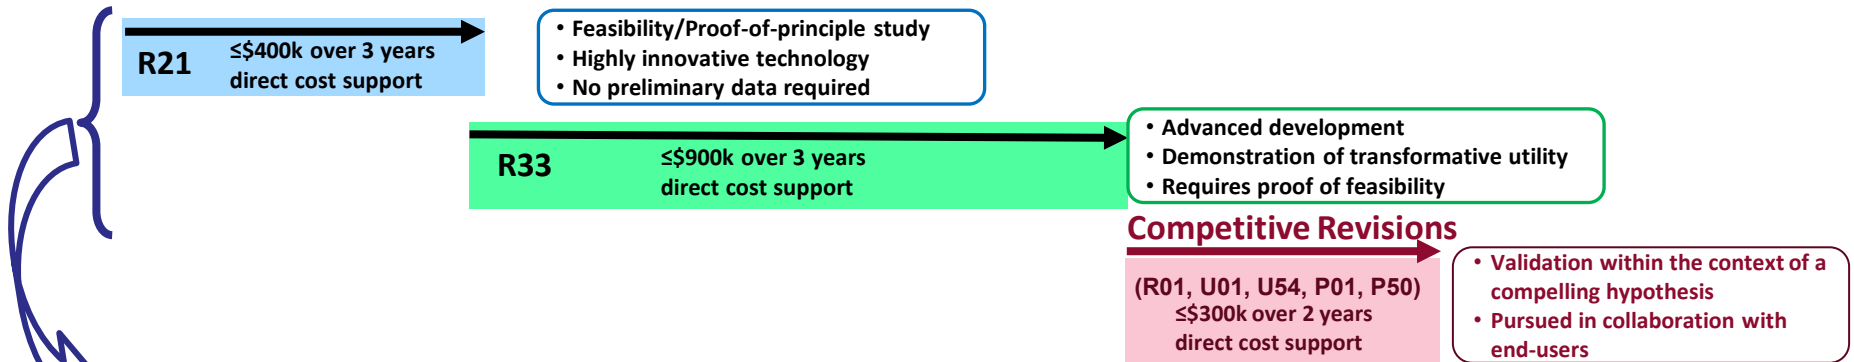 R21
≤$400k over 3 years
direct cost support
• Feasibility/Proof-of-principle study
• Highly innovative technology
• No preliminary data required
R33
≤$900k over 3 years
direct cost support
• Advanced development
• Demonstration of transformative utility
• Requires proof of feasibility
Competitive Revisions
(R01, U01, U54, P01, P50)
≤$300k over 2 years
direct cost support
• Validation within the context of a
compelling hypothesis
• Pursued in collaboration with
end-users